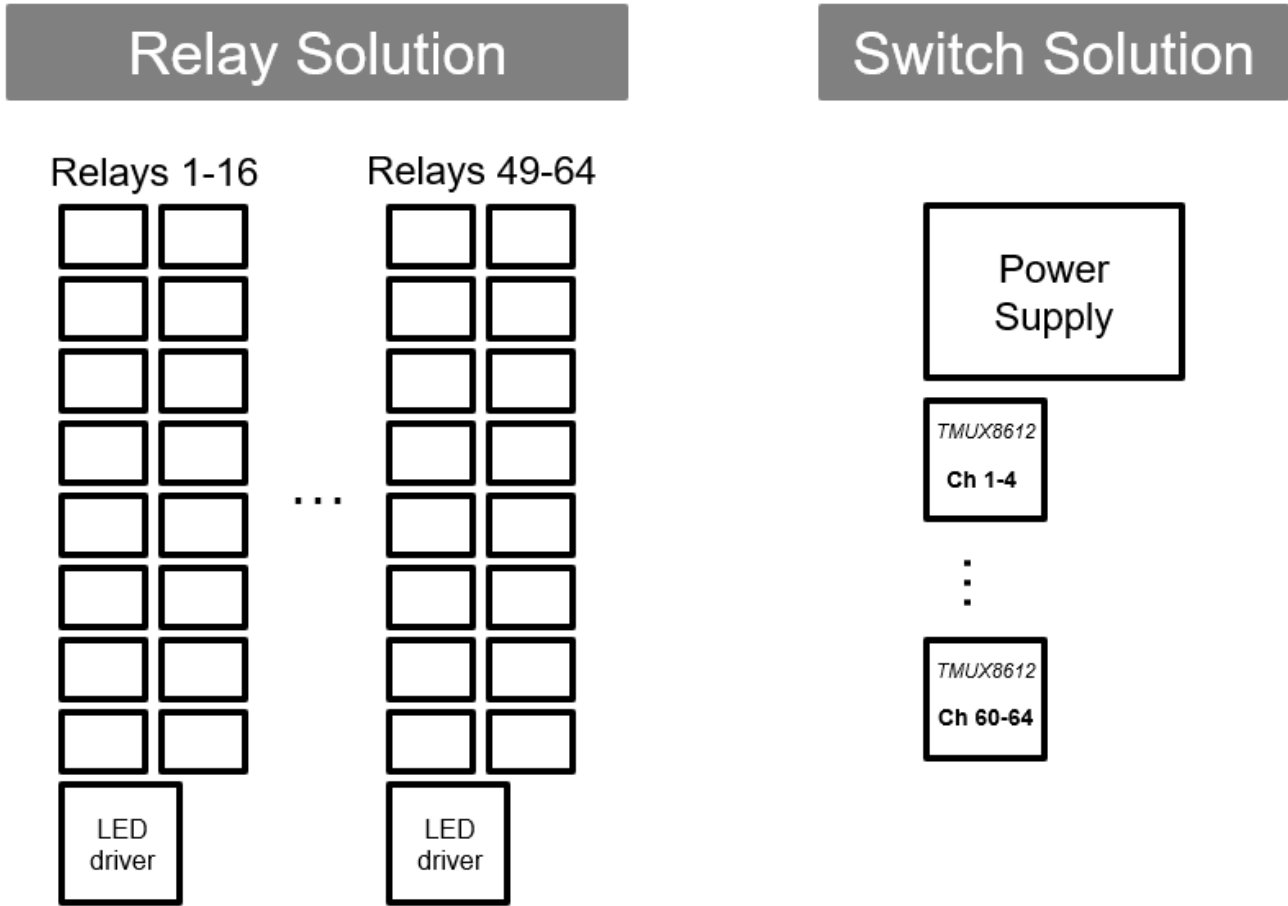 Relay Solution
Switch Solution
Relays 1-16
Relays 49-64
...
LED
driver
LED
driver
Power
Supply
TMUX8612
Ch 1-4
TMUX8612
Ch 60-64